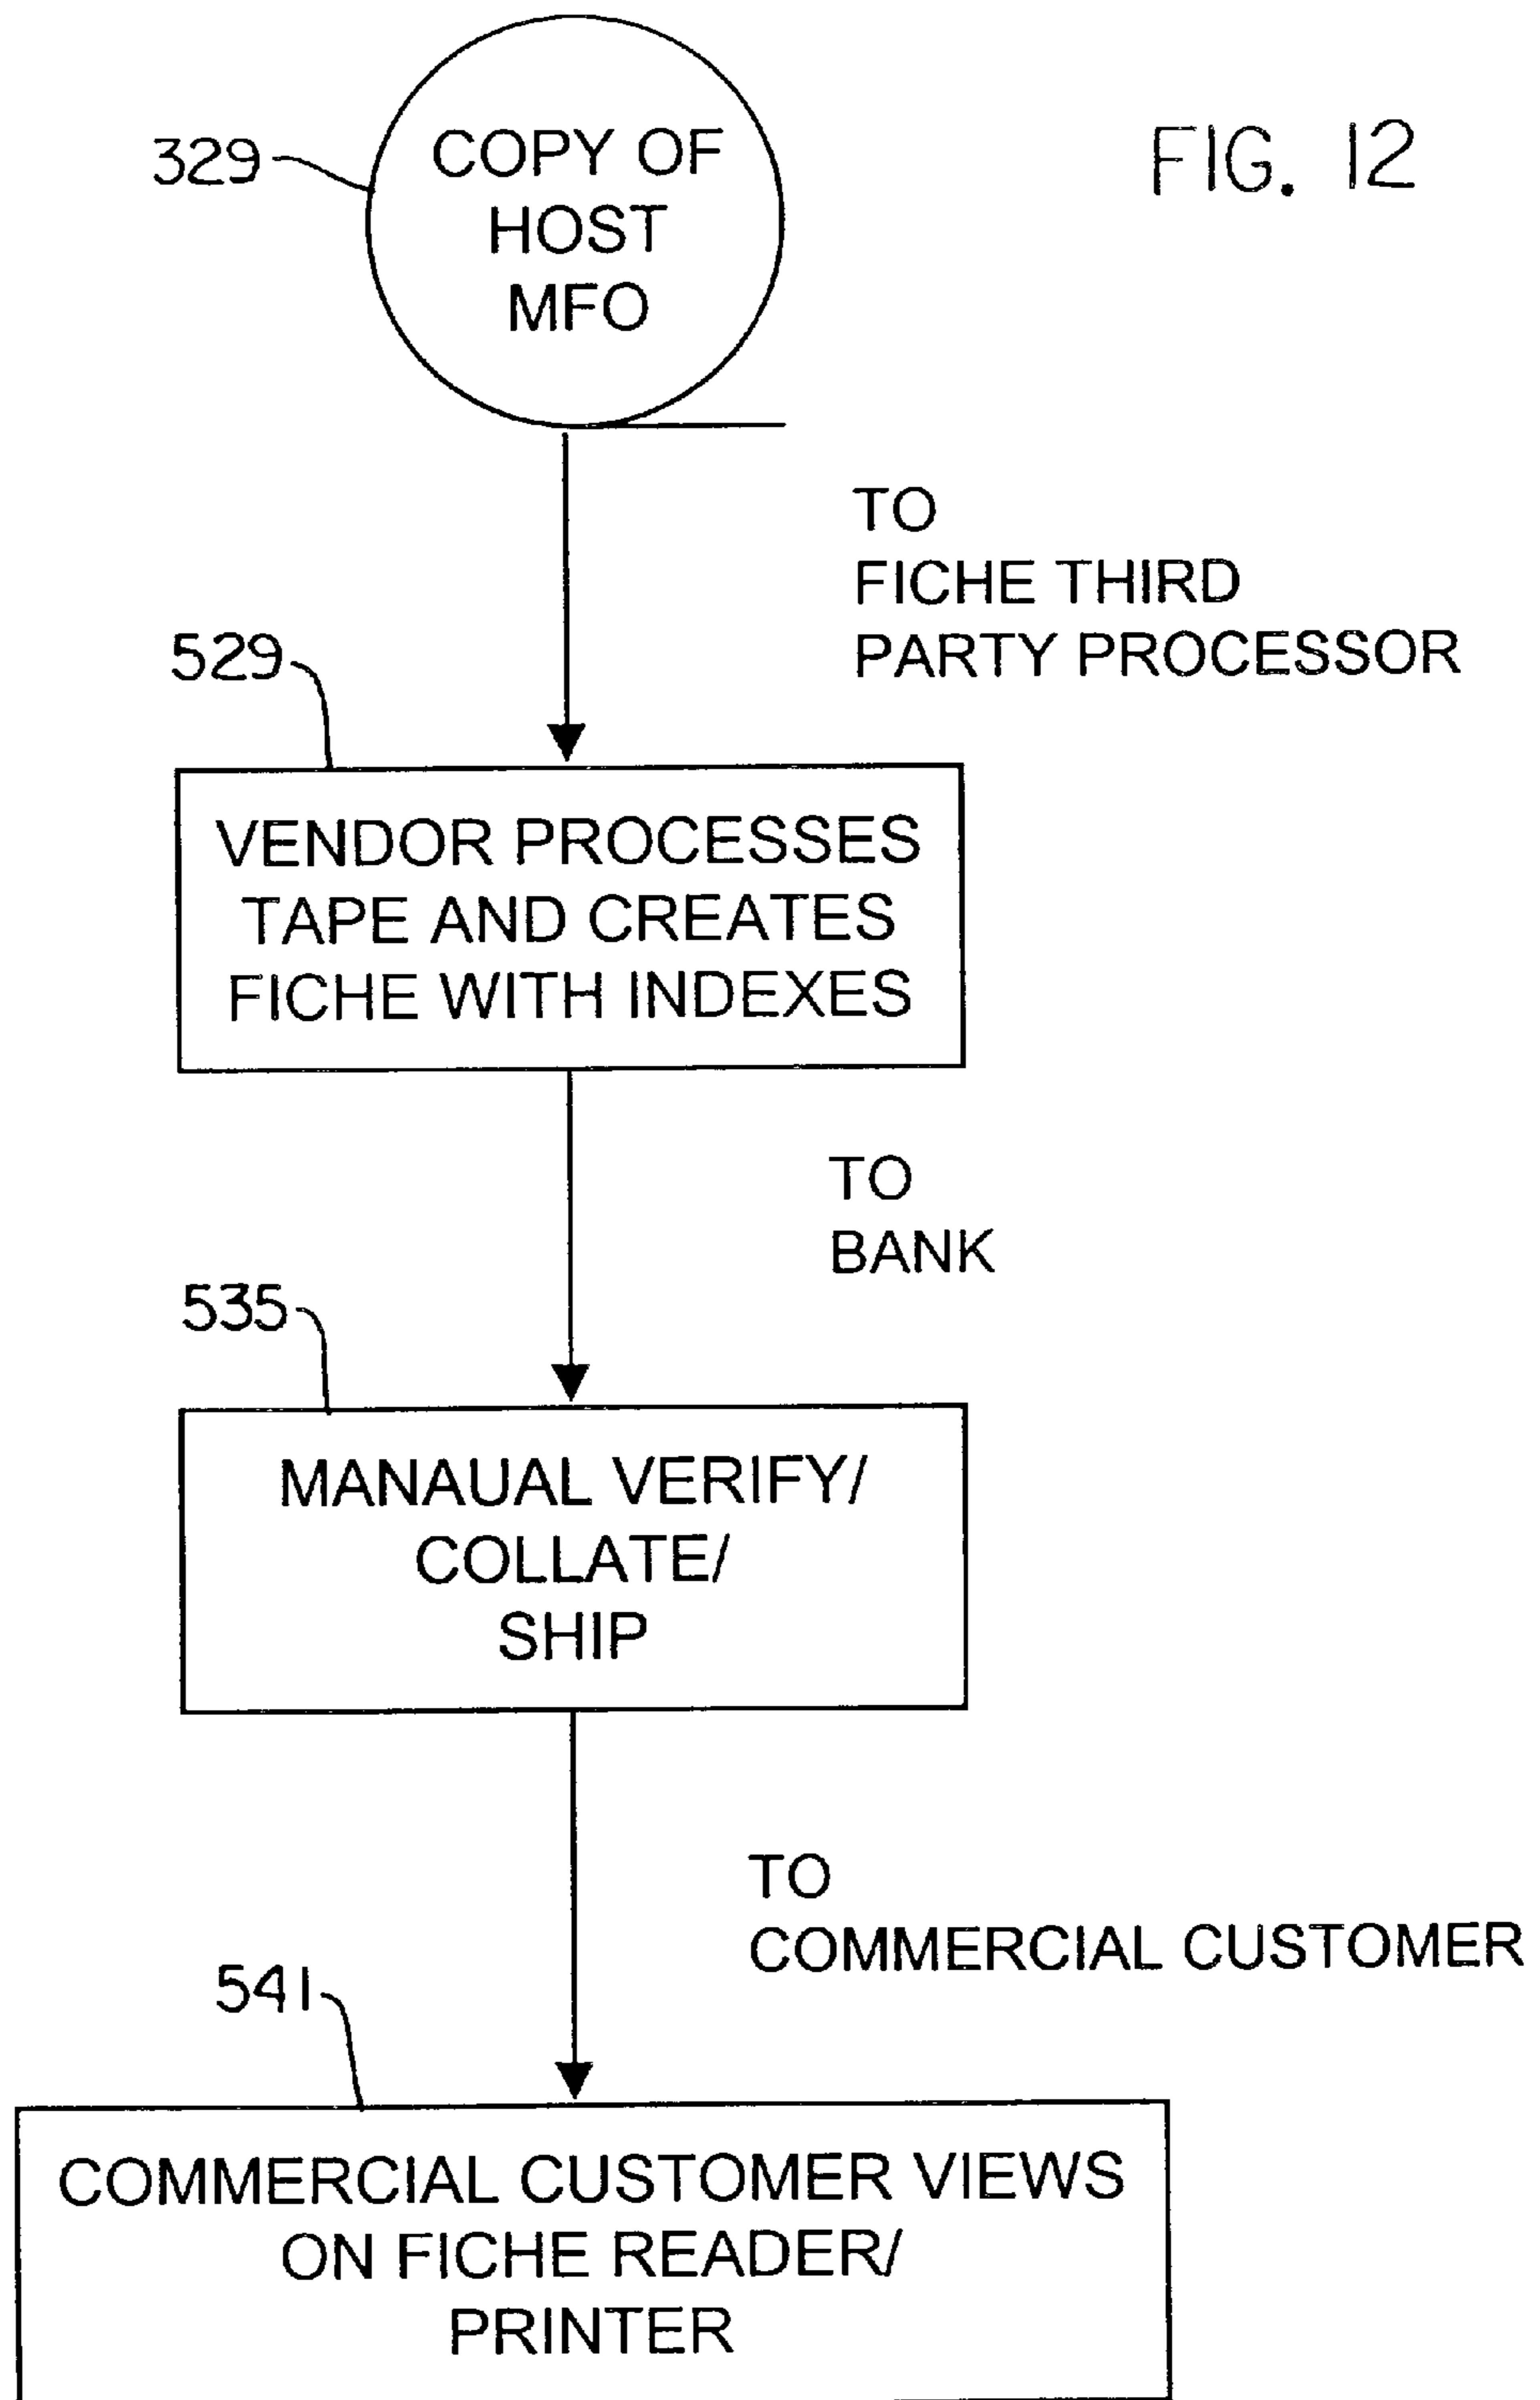 FIG. 12
329
COPY OF
HOST
MFO
TO
FICHE THIRD
PARTY PROCESSOR
529
VENDOR PROCESSES
TAPE AND CREATES
FICHE WITH INDEXES
TO
BANK
535
MANAUAL VERIFY/
COLLATE/
SHIP
TO
COMMERCIAL CUSTOMER
541
COMMERCIAL CUSTOMER VIEWS
ON FICHE READER/
PRINTER